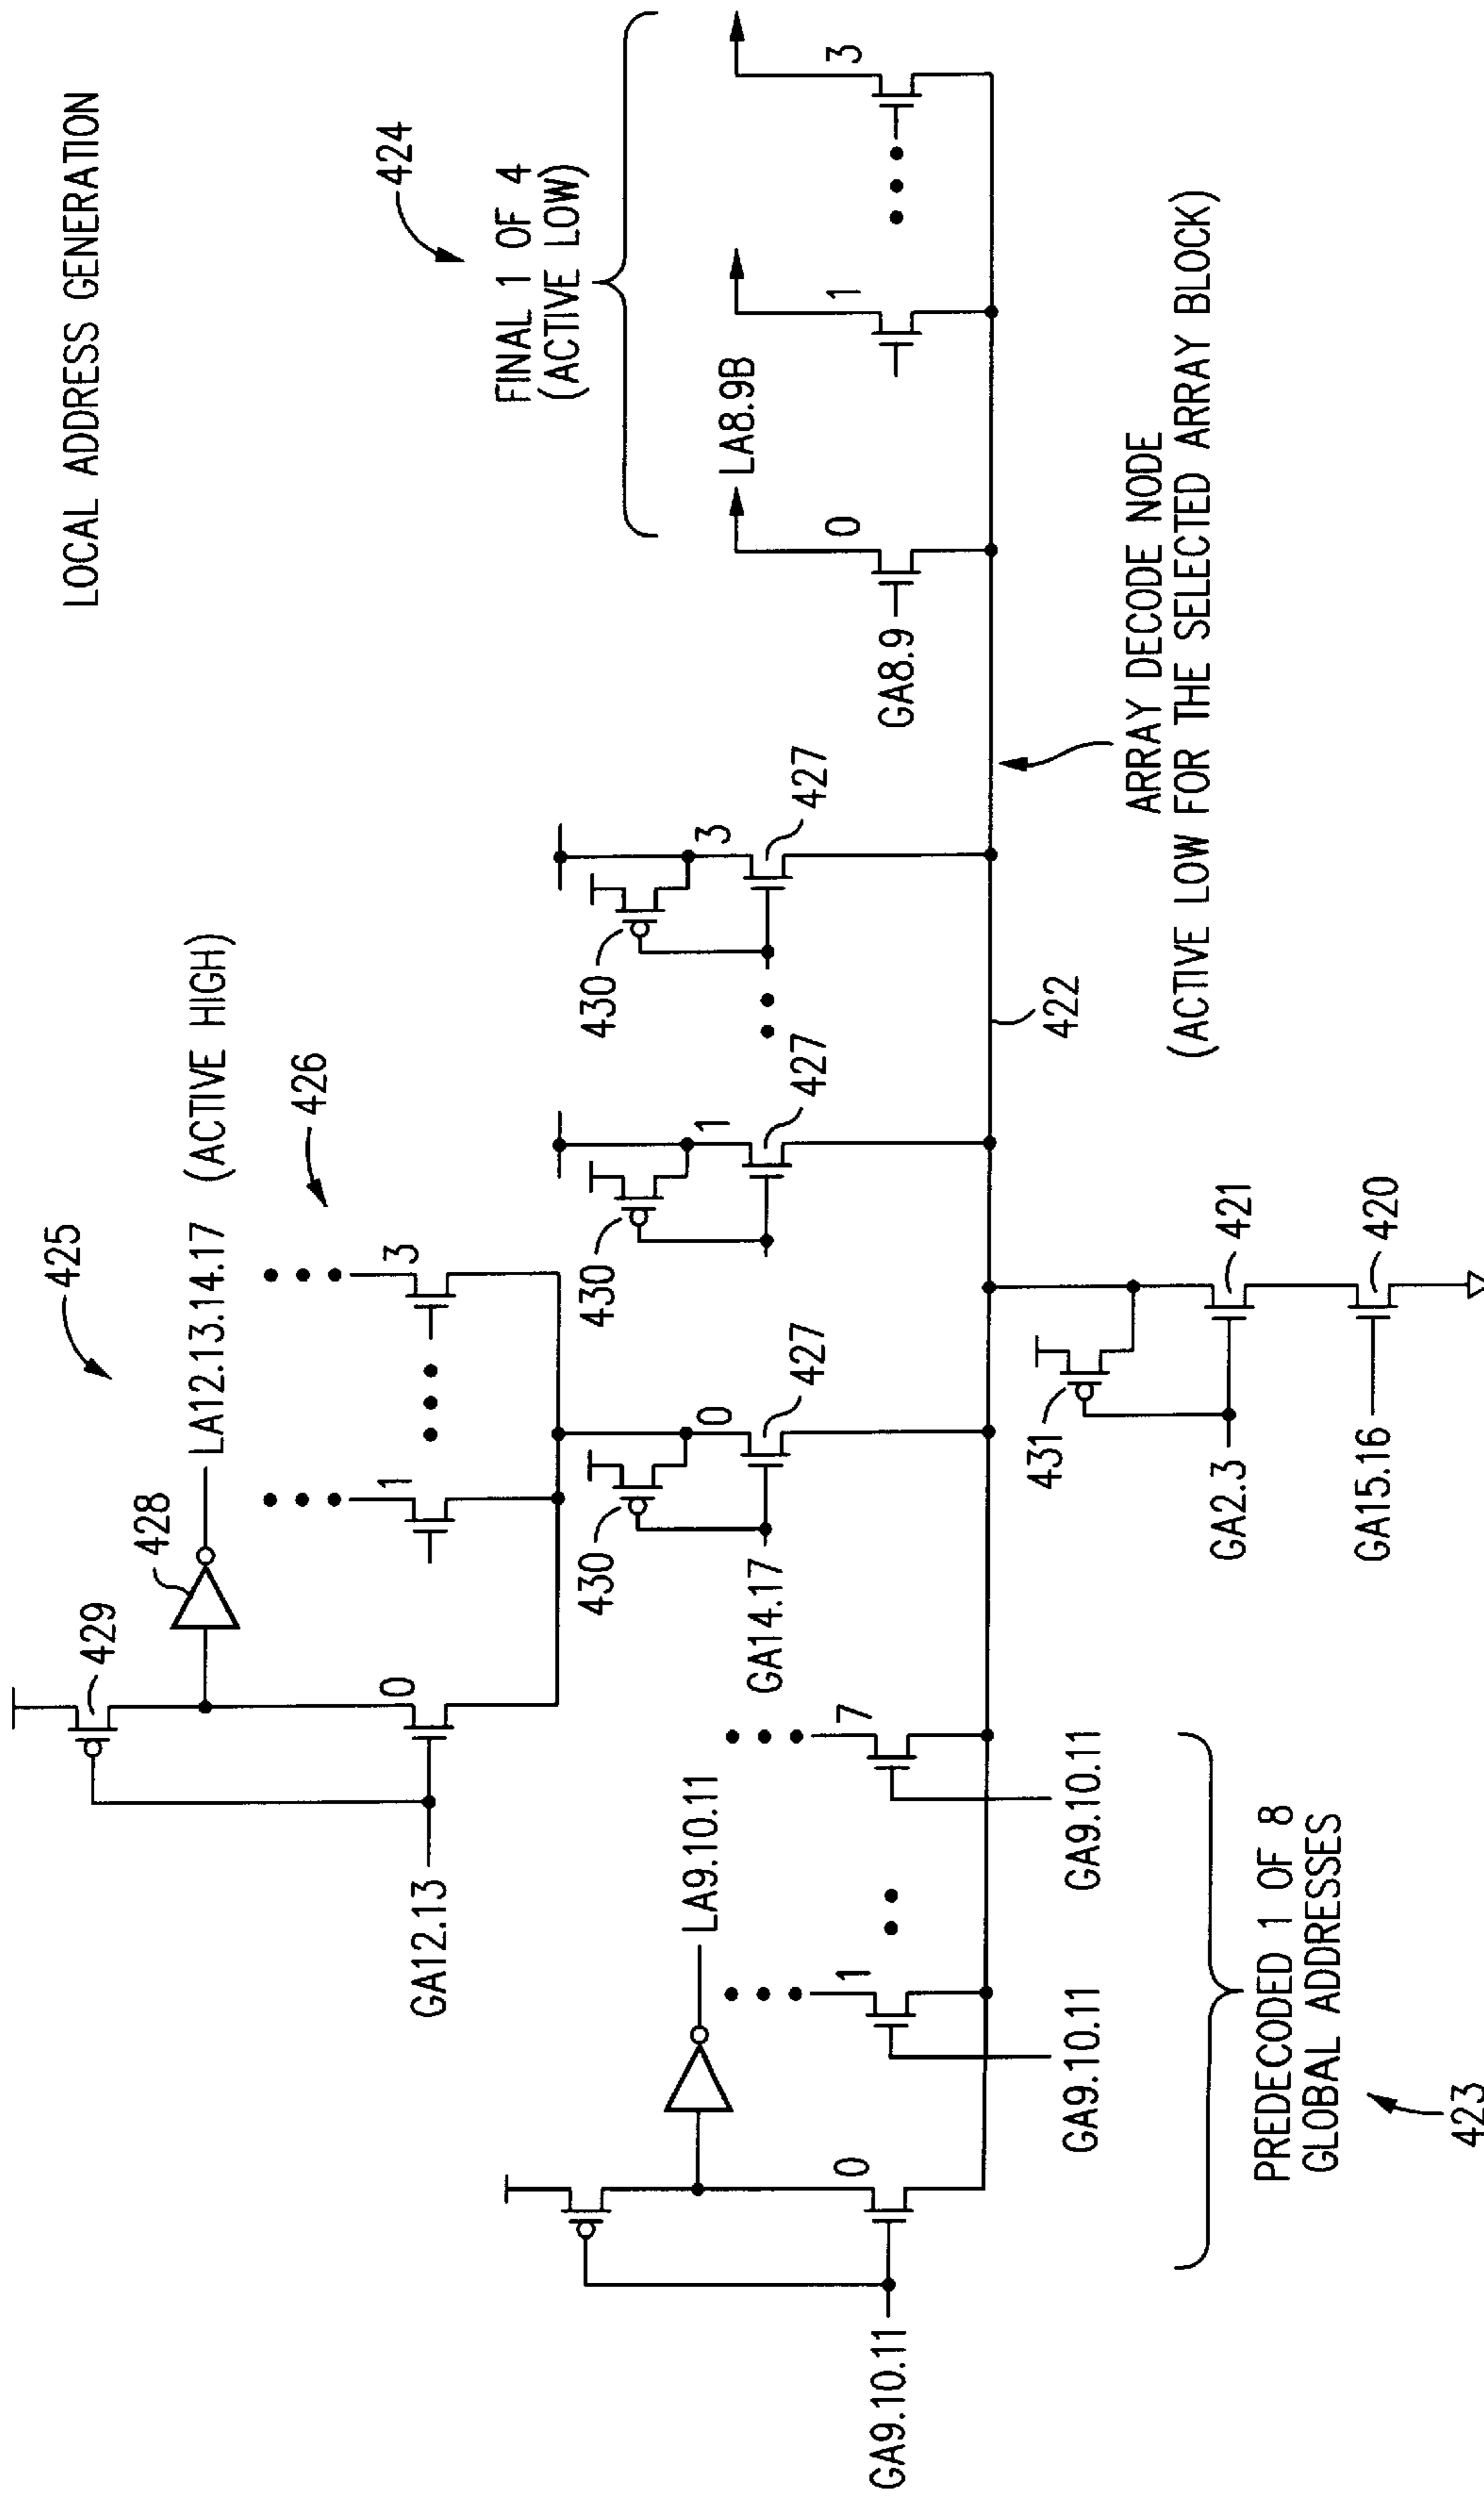 LOCAL ADDRESS GENERATION
425
LA12.13.14.17 (ACTIVE HIGH)
428
429
426
424
FINAL 1 OF 4
(ACTIVE LOW)
0
1
3
GA12.13
430
430
430
0
1
3
GA14.17
427
427
427
LA9.10.11
LA8.9B
0
1
7
0
1
3
GA9.10.11
GA8.9
GA9.10.11
GA9.10.11
422
ARRAY DECODE NODE
(ACTIVE LOW FOR THE SELECTED ARRAY BLOCK)
431
GA2.3
421
GA15.16
420
PREDECODED 1 OF 8
GLOBAL ADDRESSES
423